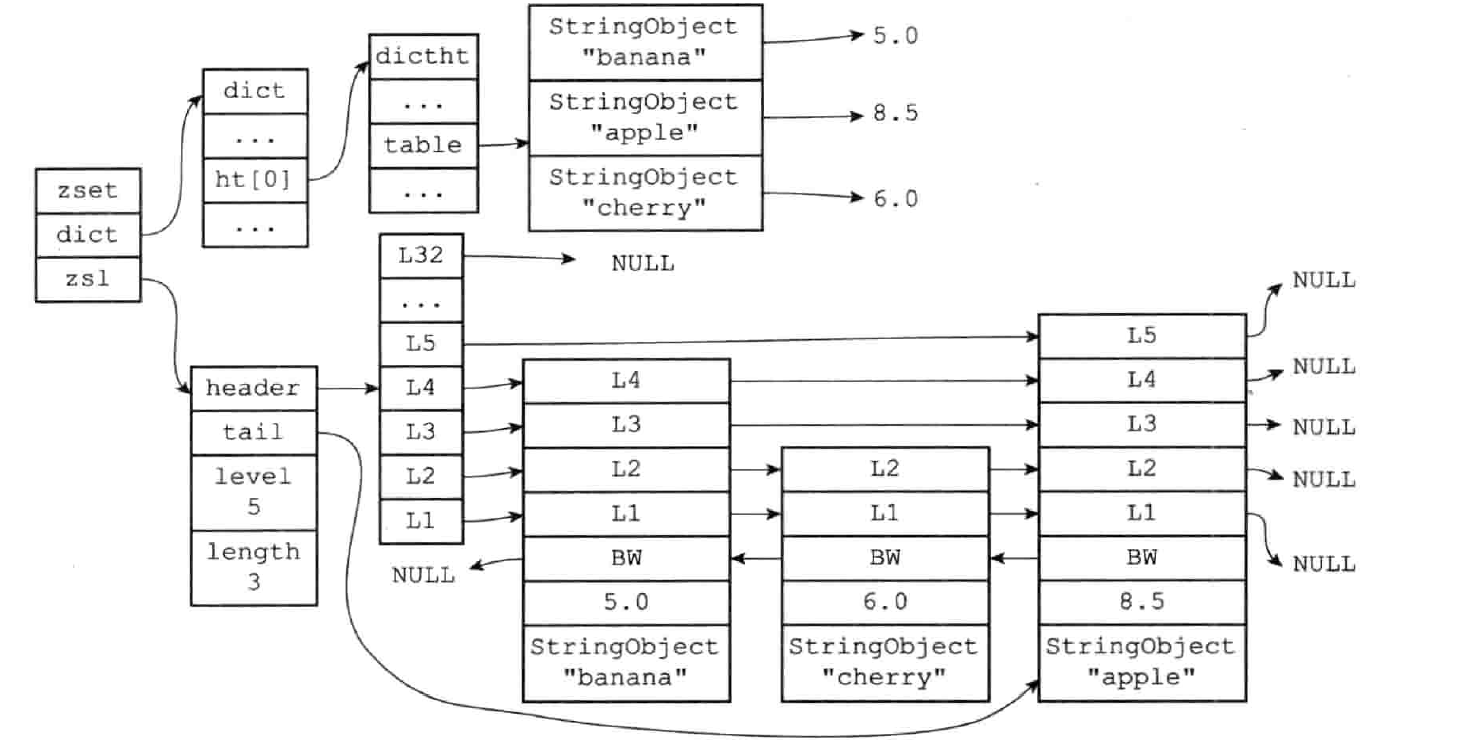 zset
dict
zsl
dict
...
ht[0]
...
dictht
...
table
...
StringObject
"banana"
StringObject
"apple"
StringObject
"cherry"
5.0
8.5
6.0
header
tail
level
5
length
3
L32
...
L5
L4
L3
L2
L1
NULL
NULL
L4
L3
L2
L1
BW
5.0
StringObject
"banana"
L2
L1
BW
6.0
StringObject
"cherry"
L5
L4
L3
L2
L1
BW
8.5
StringObject
"apple"
NULL
NULL
NULL
NULL
NULL